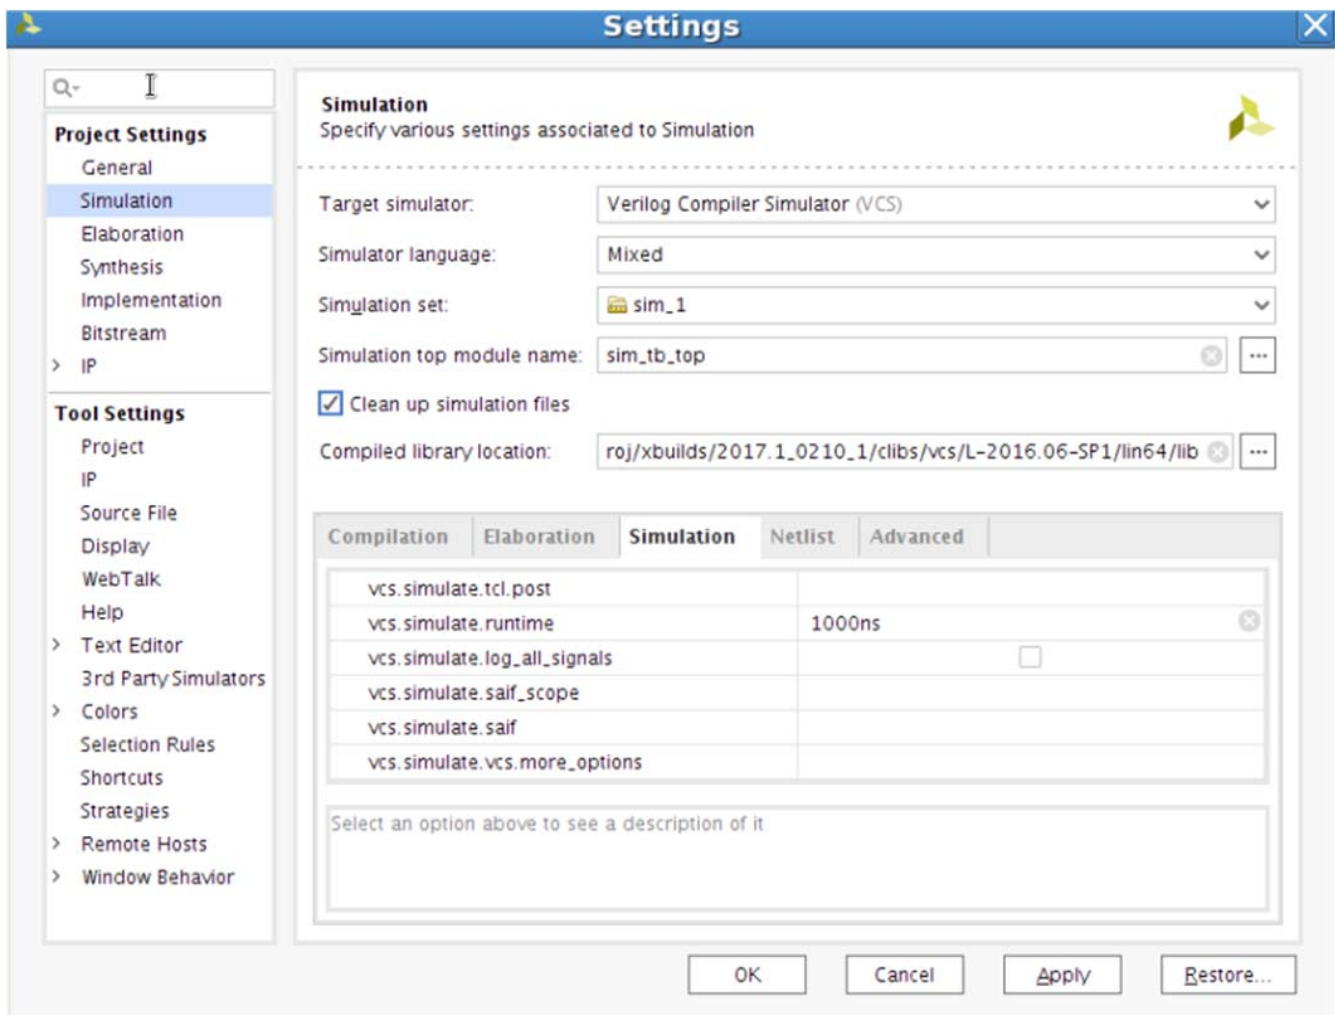 Settings
Project Settings
General
Simulation
Elaboration
Synthesis
Implementation
Bitstream
IP
Tool Settings
Project
IP
Source File
Display
WebTalk
Help
Text Editor
3rd Party Simulators
Colors
Selection Rules
Shortcuts
Strategies
Remote Hosts
Window Behavior
Simulation
Specify various settings associated to Simulation
Target simulator: Verilog Compiler Simulator (VCS)
Simulator language: Mixed
Simulation set: sim_1
Simulation top module name: sim_tb_top ...
Clean up simulation files
Compiled library location: roj/xbuilds/2017.1_0210_1/clibs/vcs/L-2016.06-SP1/lin64/lib ...
Compilation Elaboration Simulation Netlist Advanced
vcs.simulate.tcl.post
vcs.simulate.runtime 1000ns
vcs.simulate.log_all_signals
vcs.simulate.saif_scope
vcs.simulate.saif
vcs.simulate.vcs.more_options
Select an option above to see a description of it
OK Cancel Apply Restore...